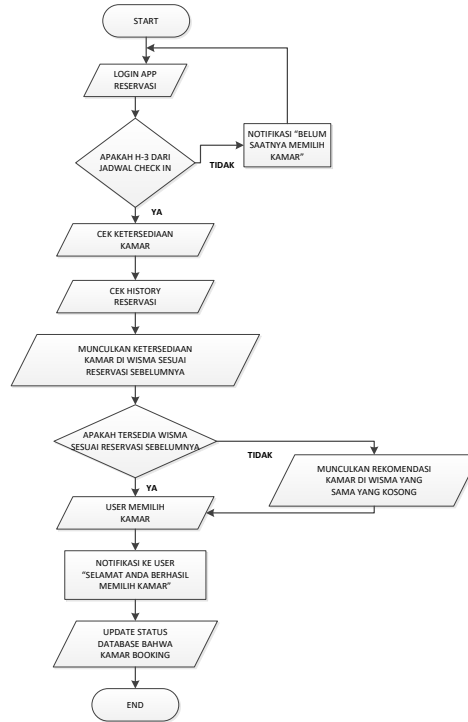 START
LOGIN APP
RESERVASI
NOTIFIKASI “BELUM
SAATNYA MEMILIH
KAMAR”
APAKAH H-3 DARI
JADWAL CHECK IN
TIDAK
YA
CEK KETERSEDIAAN
KAMAR
CEK HISTORY
RESERVASI
MUNCULKAN KETERSEDIAAN
KAMAR DI WISMA SESUAI
RESERVASI SEBELUMNYA
APAKAH TERSEDIA WISMA
SESUAI RESERVASI SEBELUMNYA
TIDAK
MUNCULKAN REKOMENDASI
KAMAR DI WISMA YANG
SAMA YANG KOSONG
YA
USER MEMILIH
KAMAR
NOTIFIKASI KE USER
“SELAMAT ANDA BERHASIL
MEMILIH KAMAR”
UPDATE STATUS
DATABASE BAHWA
KAMAR BOOKING
END